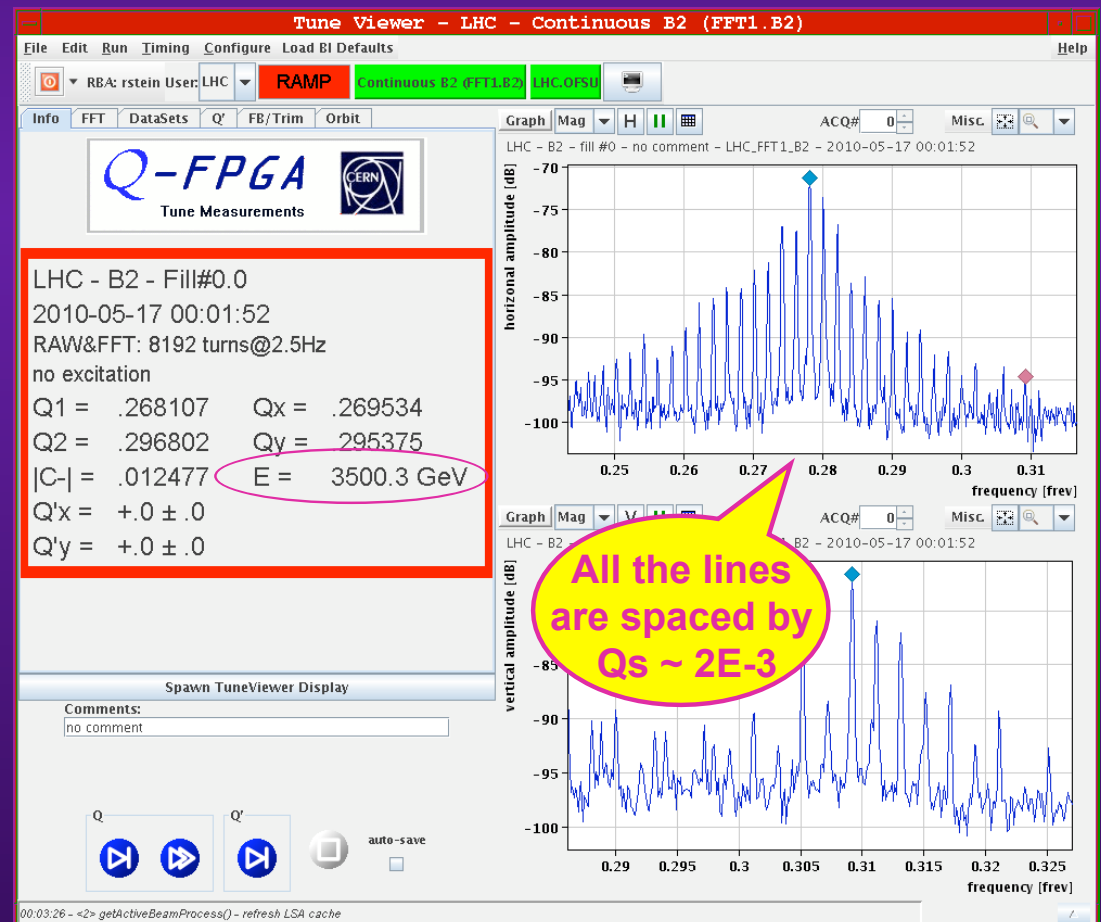 Tune Viewer - LHC - Continuous B2 (FFT1.B2)
File Edit Run Timing Configure Load BI Defaults Help
RBA: rstein User: LHC RAMP Continuous B2 (FFT1.B2) LHC.OFSU
Info FFT DataSets Q' FB/Trim Orbit
Q-FPGA
Tune Measurements
CERN
LHC - B2 - Fill#0.0
2010-05-17 00:01:52
RAW&FFT: 8192 turns@2.5Hz
no excitation
Q1 = .268107 Qx = .269534
Q2 = .296802 Qy = .295375
|C-| = .012477 E = 3500.3 GeV
Q'x = +.0 ± .0
Q'y = +.0 ± .0
Spawn TuneViewer Display
Comments:
no comment
Q Q'
auto-save
00:03:26 - <2> getActiveBeamProcess() - refresh LSA cache
Graph Mag H ACQ# 0 Misc.
LHC - B2 - fill #0 - no comment - LHC_FFT1_B2 - 2010-05-17 00:01:52
horizonal amplitude [dB]
-70
-75
-80
-85
-90
-95
-100
0.25 0.26 0.27 0.28 0.29 0.3 0.31
frequency [frev]
Graph Mag V ACQ# 0 Misc.
LHC - B2 - B2 - 2010-05-17 00:01:52
All the lines
are spaced by
Qs ~ 2E-3
vertical amplitude [dB]
-85
-90
-95
-100
0.29 0.295 0.3 0.305 0.31 0.315 0.32 0.325
frequency [frev]